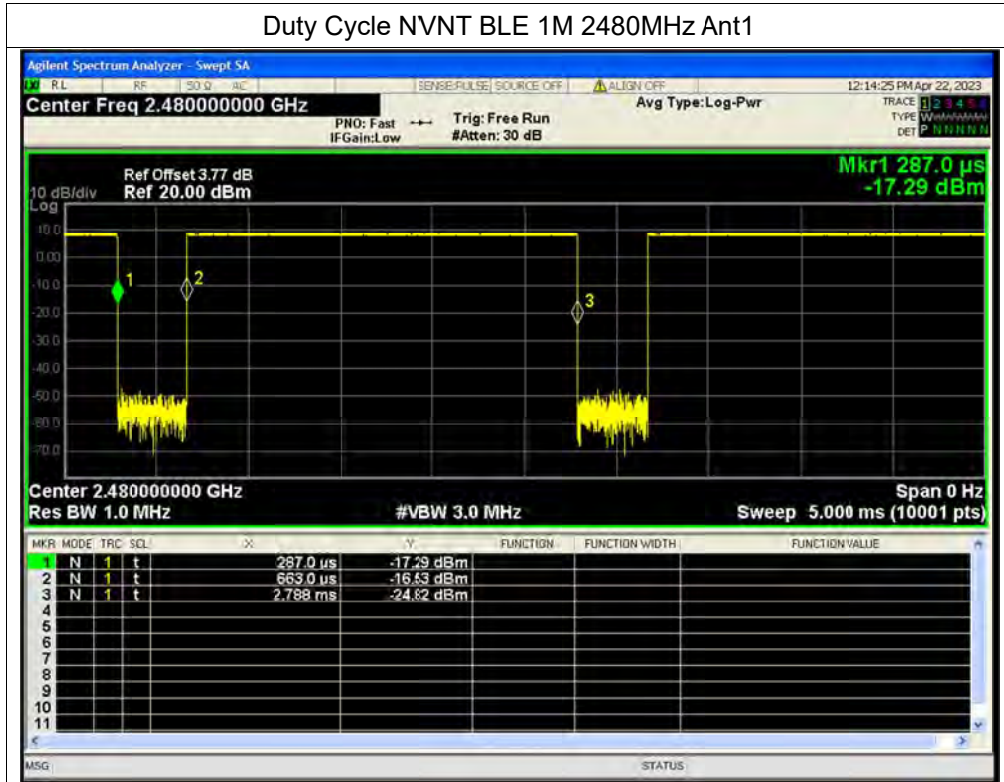 Duty Cycle NVNT BLE 1M 2480MHz Ant1
Agilent Spectrum Analyzer - Swept SA
RL RF 50 Ω AC SENSE:PULSE SOURCE OFF ALIGN OFF 12:14:25 PM Apr 22, 2023
Center Freq 2.480000000 GHz Avg Type:Log-Pwr TRACE 1 2 3 4 5 6
PNO: Fast Trig: Free Run TYPE
IFGain:Low #Atten: 30 dB DET P N N N N N
Mkr1 287.0 µs
Ref Offset 3.77 dB
10 dB/div Ref 20.00 dBm -17.29 dBm
Log
10.0
0.00
-10.0
-20.0
-30.0
-40.0
-50.0
-60.0
-70.0
1
2
3
Center 2.480000000 GHz Span 0 Hz
Res BW 1.0 MHz #VBW 3.0 MHz Sweep 5.000 ms (10001 pts)
MKR MODE TRC SCL X Y FUNCTION FUNCTION WIDTH FUNCTION VALUE
1 N 1 t 287.0 µs -17.29 dBm
2 N 1 t 663.0 µs -16.53 dBm
3 N 1 t 2.788 ms -24.82 dBm
4
5
6
7
8
9
10
11
MSG STATUS